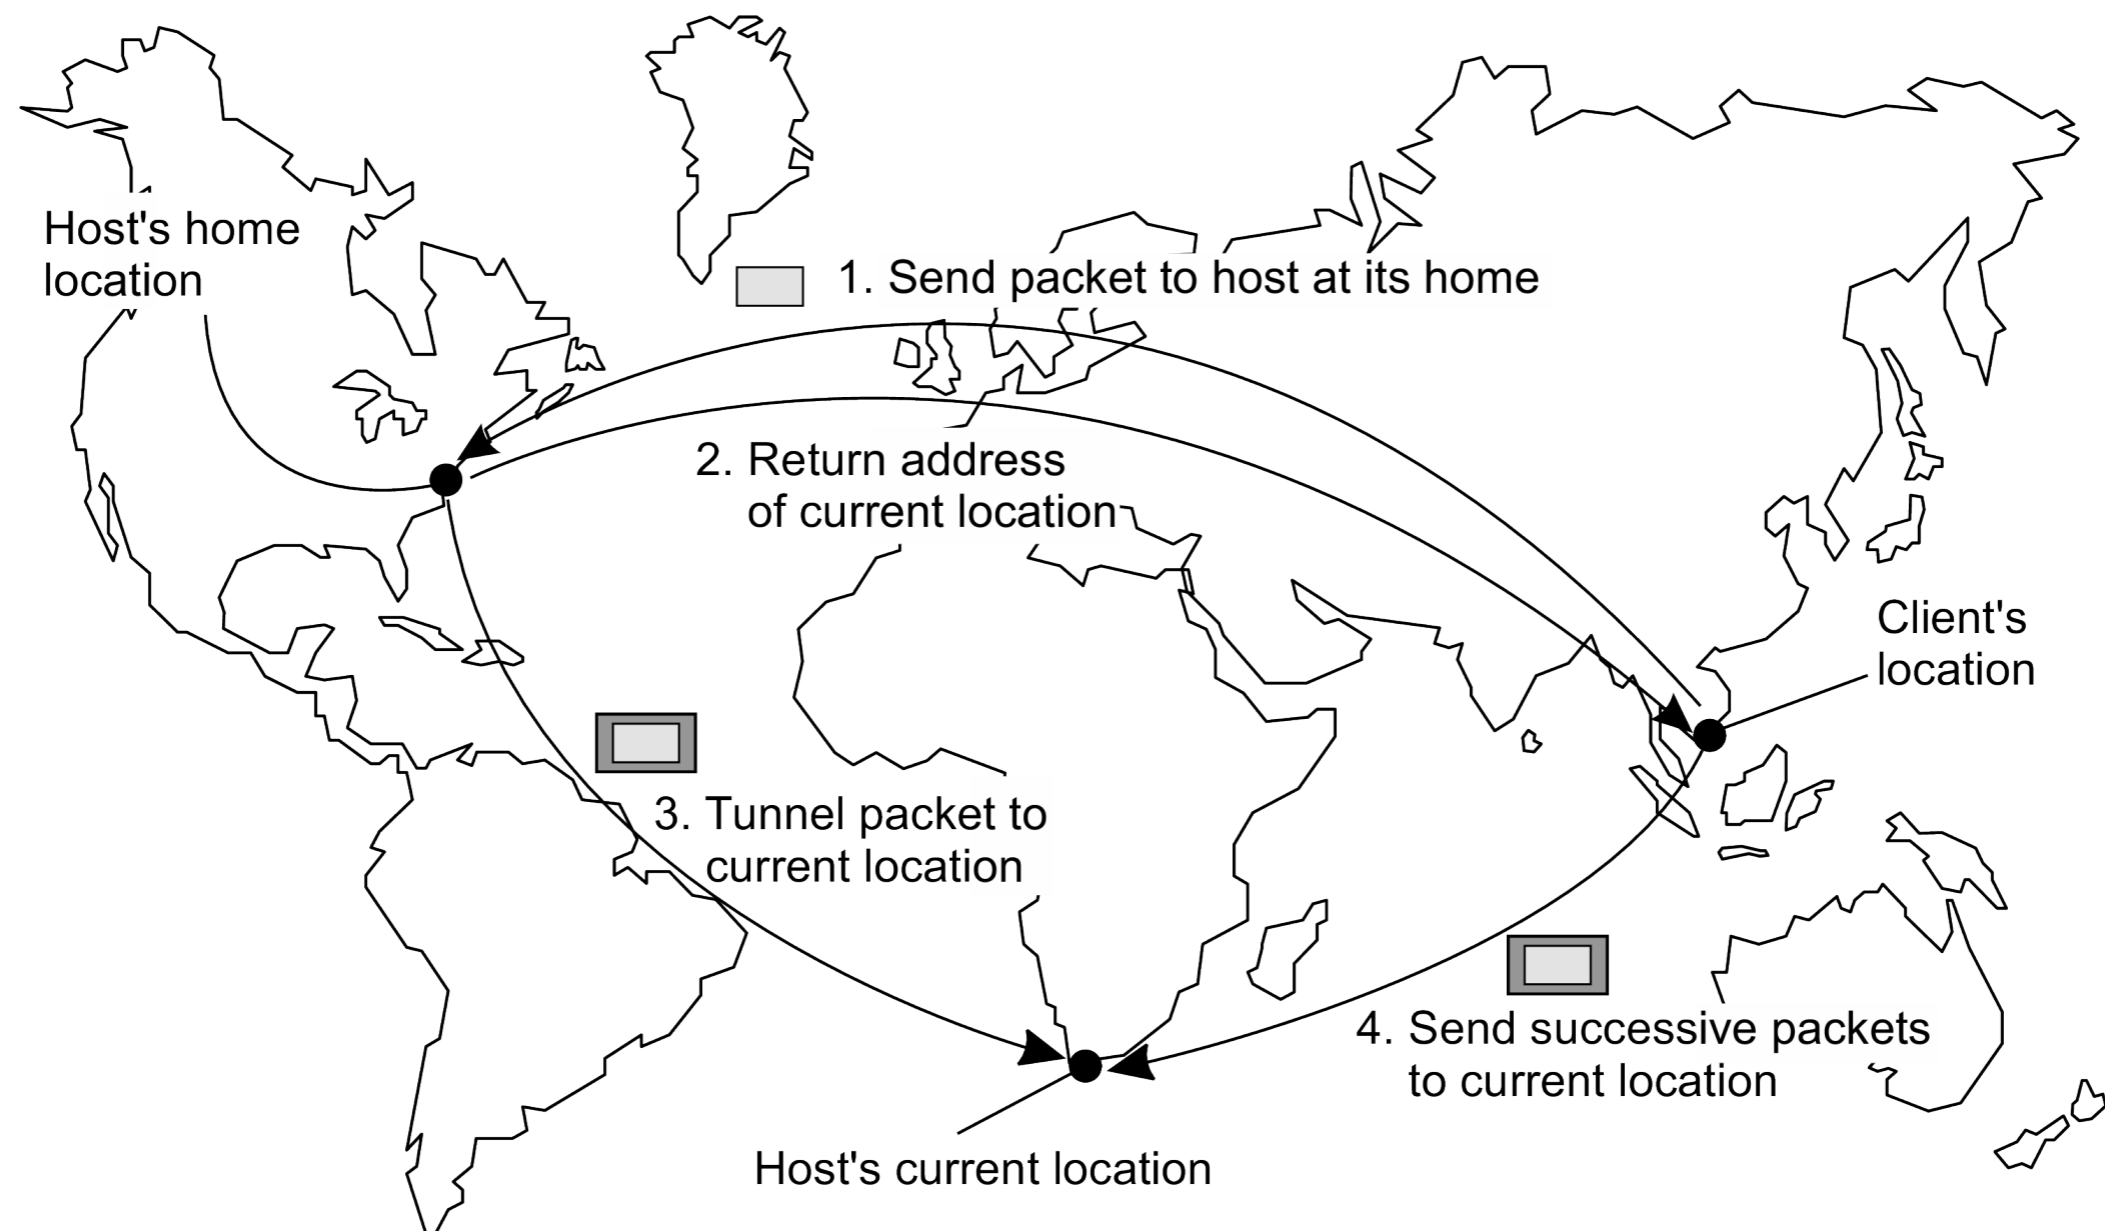 Host's home
location
1. Send packet to host at its home
2. Return address
of current location
Client's
location
3. Tunnel packet to
current location
4. Send successive packets
to current location
Host's current location